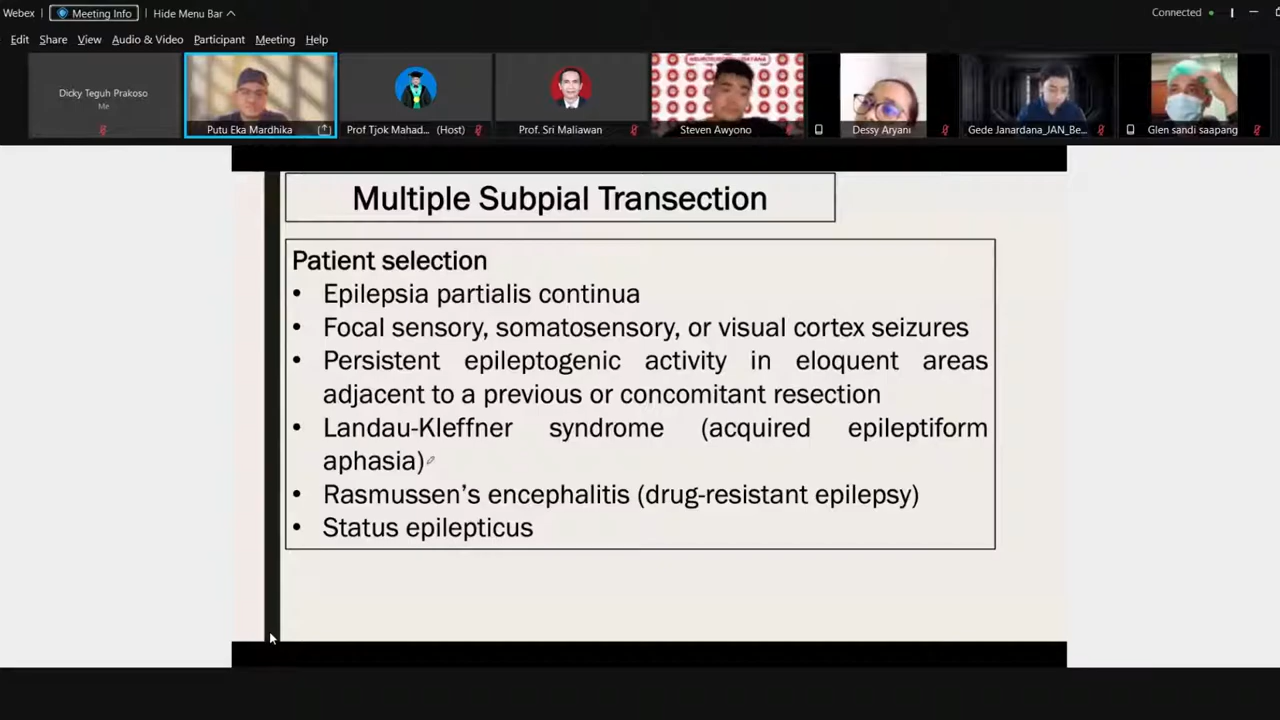 Webex
Meeting Info
Hide Menu Bar
Connected
Edit Share View Audio & Video Participant Meeting Help
Dicky Teguh Prakoso
Me
Putu Eka Mardhika
Prof Tjok Mahad... (Host)
Prof. Sri Maliawan
Steven Awyono
Dessy Aryani
Gede Janardana_JAN_Be...
Glen sandi saapang
Multiple Subpial Transection
Patient selection
• Epilepsia partialis continua
• Focal sensory, somatosensory, or visual cortex seizures
• Persistent epileptogenic activity in eloquent areas
adjacent to a previous or concomitant resection
• Landau-Kleffner syndrome (acquired epileptiform
aphasia)
• Rasmussen's encephalitis (drug-resistant epilepsy)
• Status epilepticus